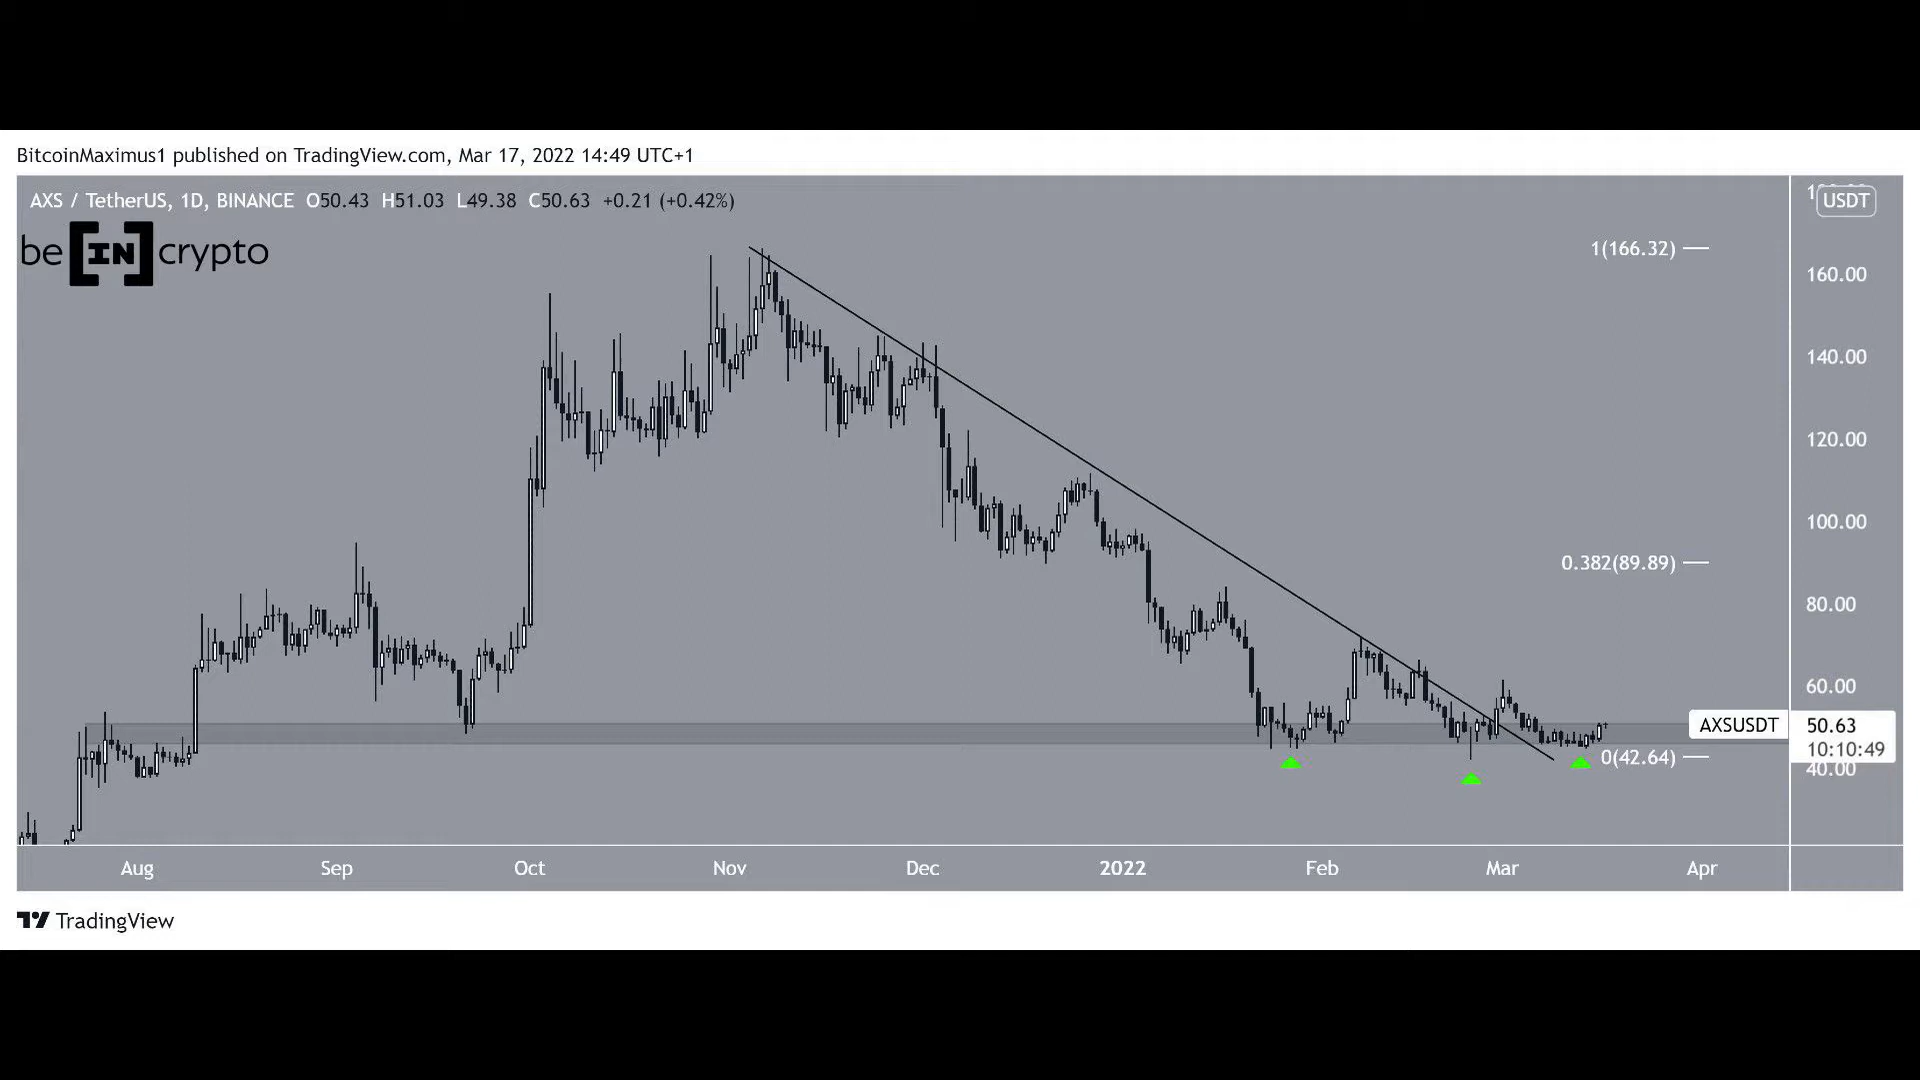 BitcoinMaximus1 published on TradingView.com, Mar 17, 2022 14:49 UTC+1
AXS / TetherUS, 1D, BINANCE O50.43 H51.03 L49.38 C50.63 +0.21 (+0.42%)
USDT
be [IN] crypto
1(166.32)
160.00
140.00
120.00
100.00
0.382(89.89)
80.00
60.00
AXSUSDT 50.63
10:10:49
0(42.64)
40.00
Aug Sep Oct Nov Dec 2022 Feb Mar Apr
TradingView